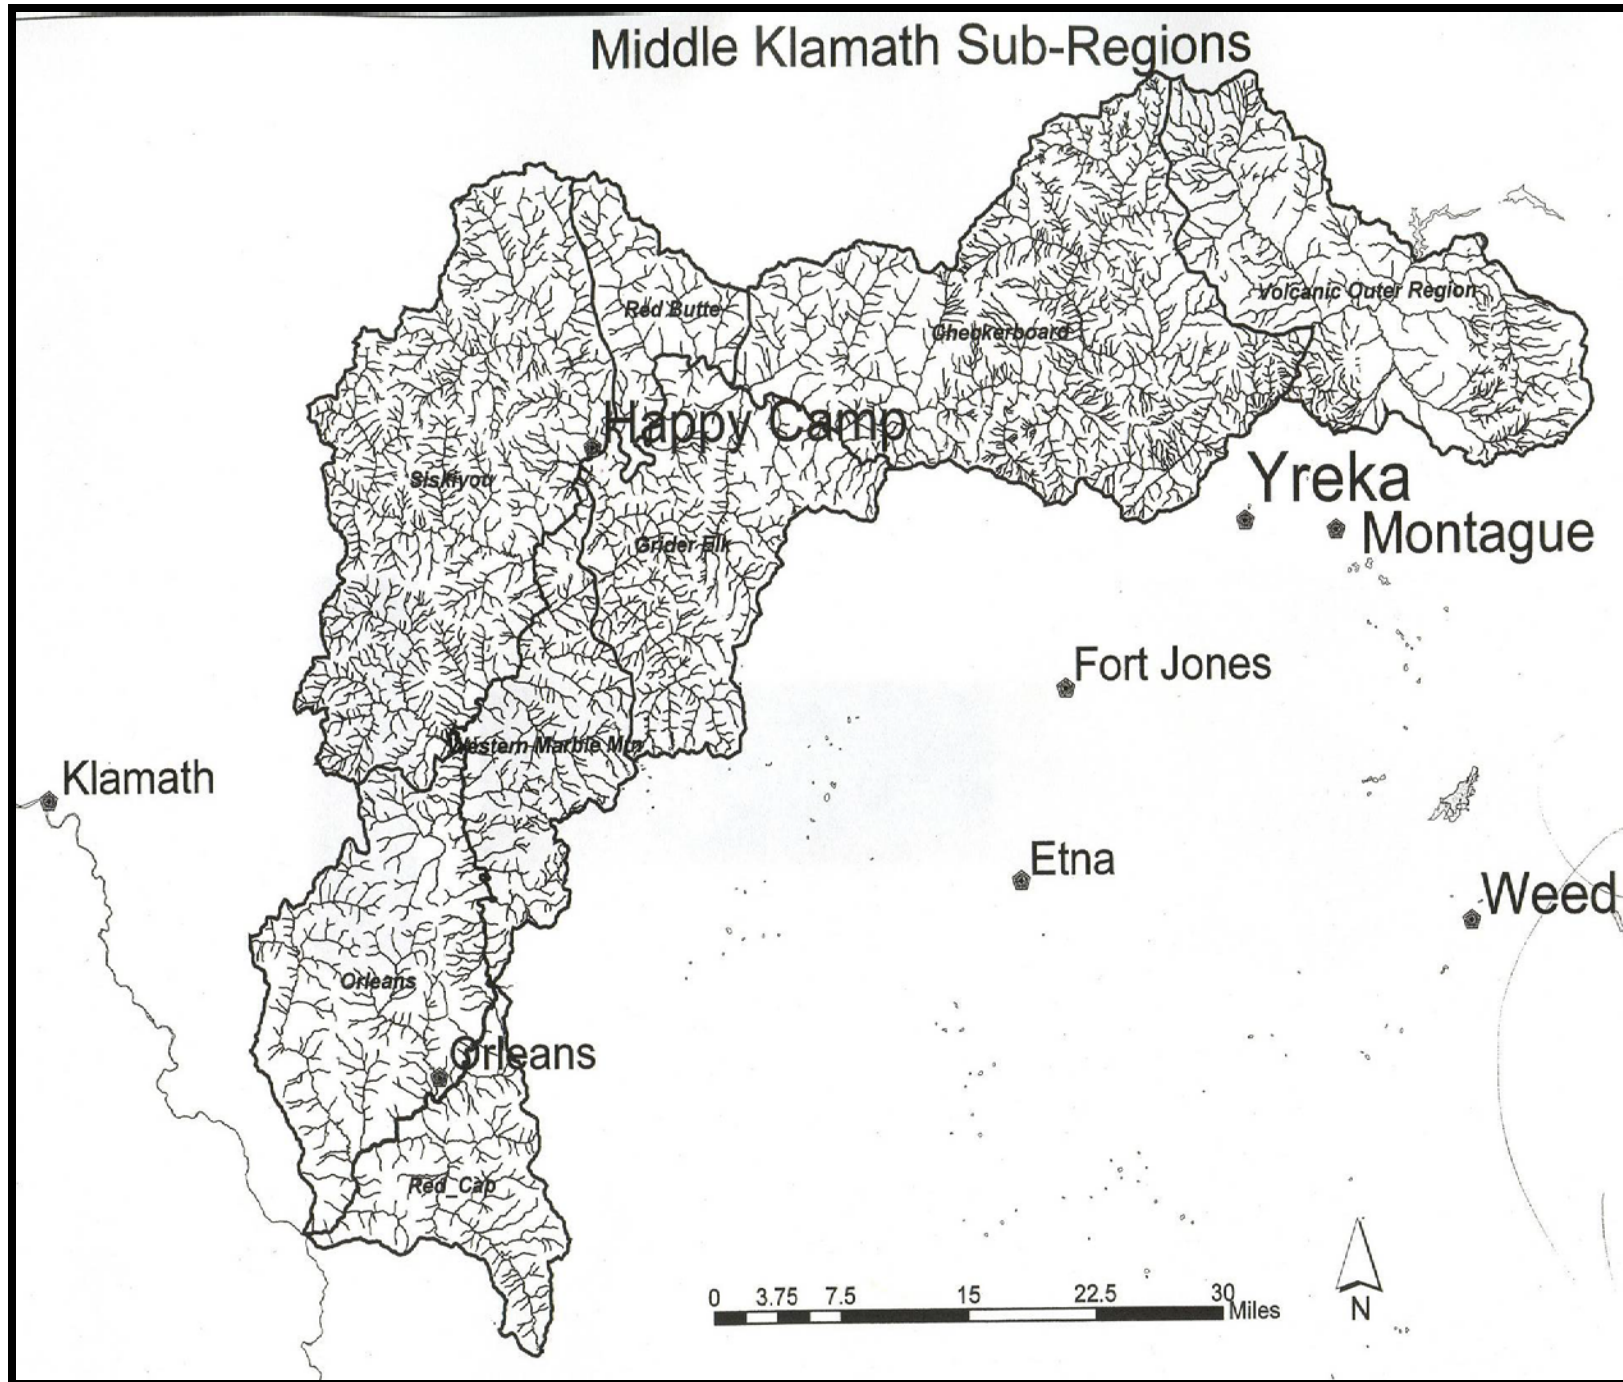 Middle Klamath Sub-Regions
Volcanic Outer Region
Red Butte
Checkerboard
Happy Camp
Siskiyou
Yreka
Montague
Grider Elk
Fort Jones
Western Marble Mtn
Klamath
Etna
Weed
Orleans
Orleans
Red_Cap
0 3.75 7.5 15 22.5 30
Miles
N